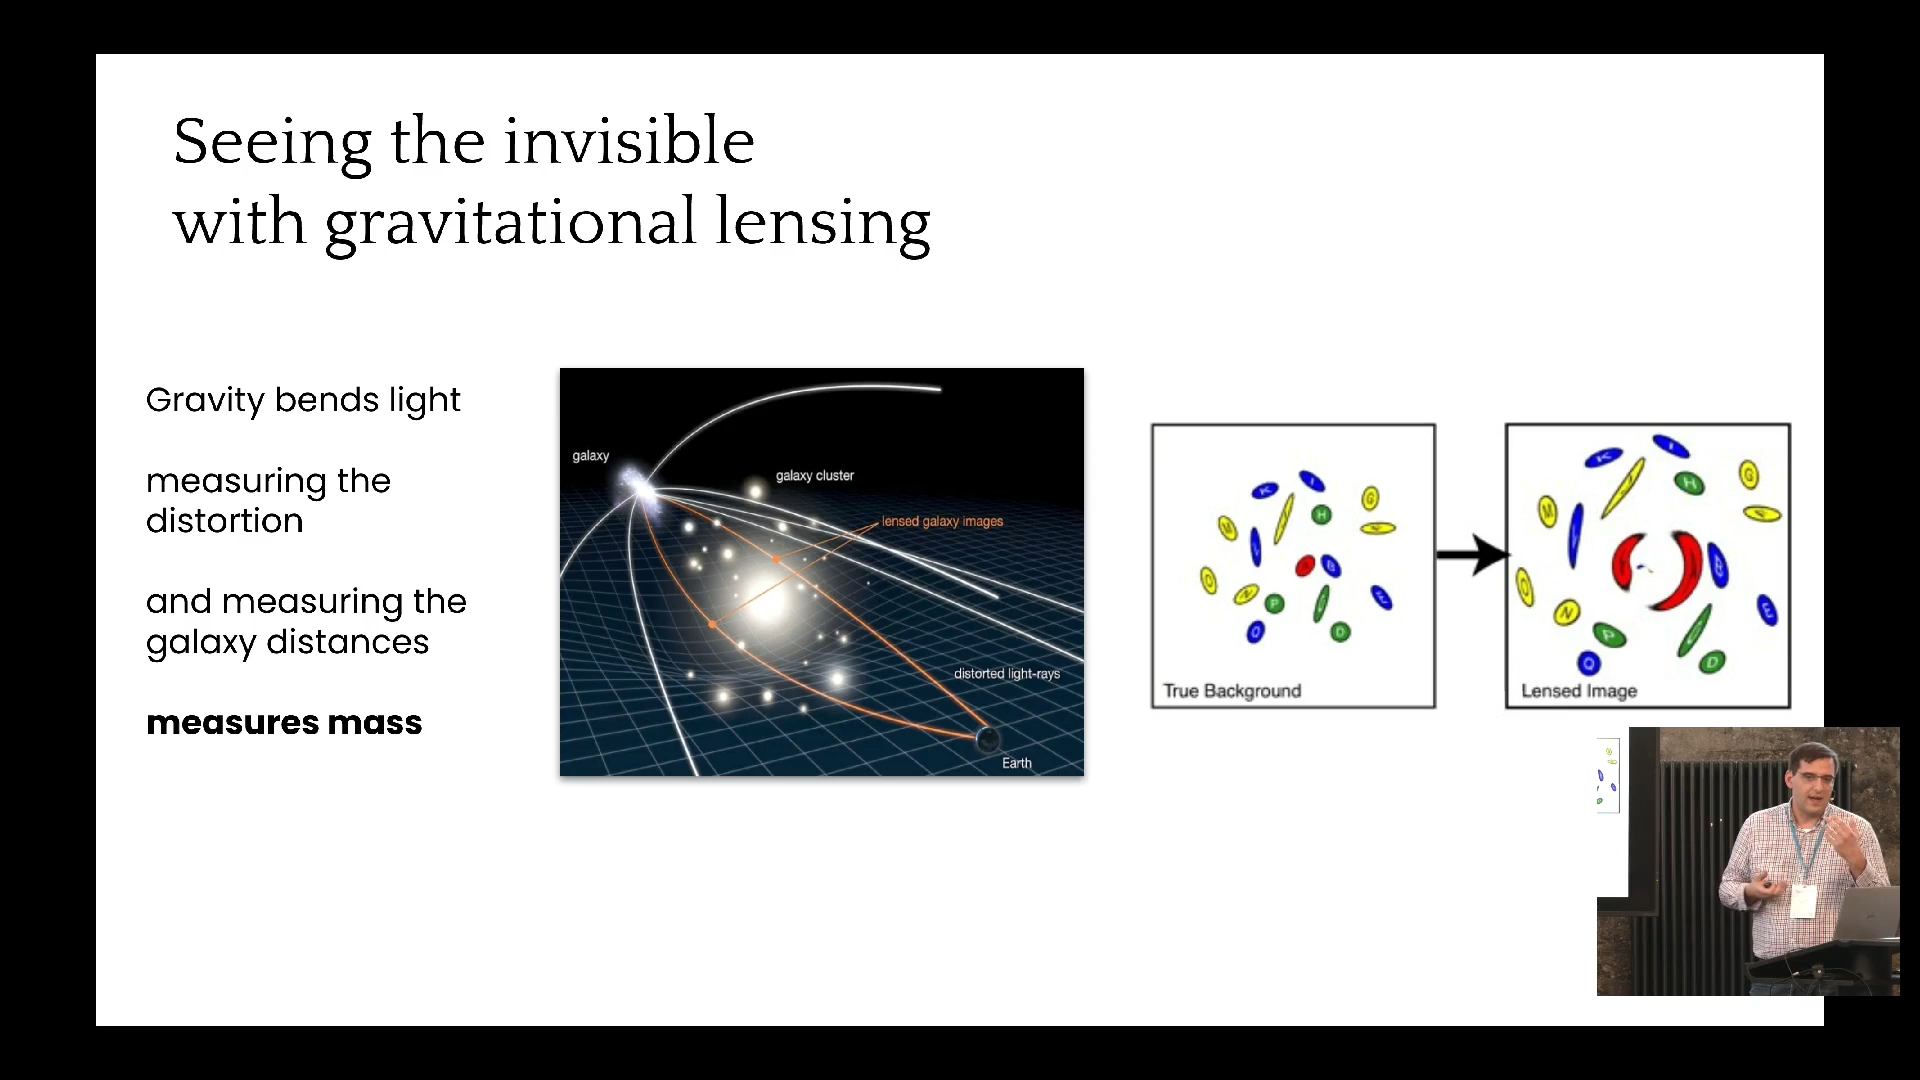 Seeing the invisible
with gravitational lensing
Gravity bends light
measuring the
distortion
and measuring the
galaxy distances
measures mass
galaxy
galaxy cluster
lensed galaxy images
distorted light-rays
Earth
K
I
G
H
M
A
B
E
N
P
O
D
True Background
K
I
H
G
M
B
O
E
N
P
Q
D
Lensed Image